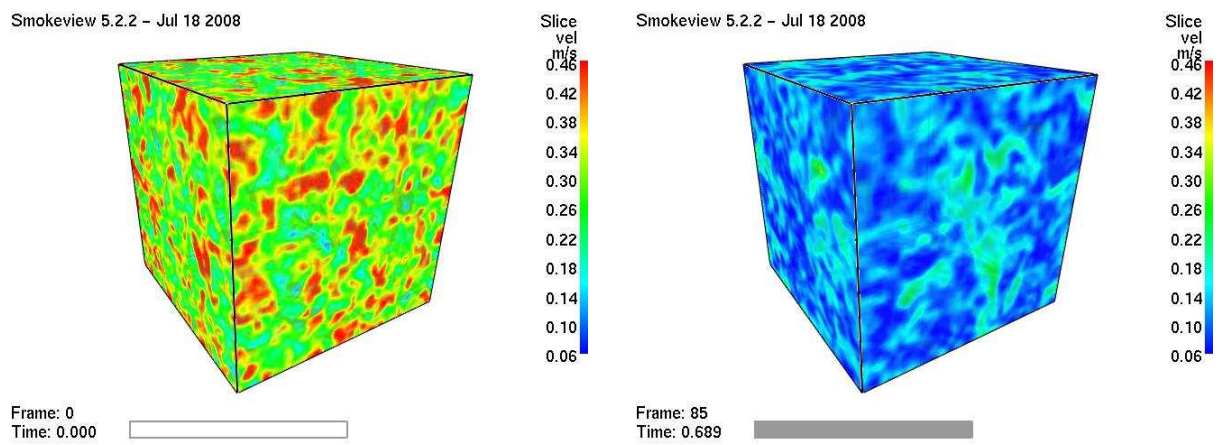 Smokeview 5.2.2 – Jul 18 2008
Slice
vel
m/s
0.46
0.42
0.38
0.34
0.30
0.26
0.22
0.18
0.14
0.10
0.06
Frame: 0
Time: 0.000
Smokeview 5.2.2 – Jul 18 2008
Slice
vel
m/s
0.46
0.42
0.38
0.34
0.30
0.26
0.22
0.18
0.14
0.10
0.06
Frame: 85
Time: 0.689